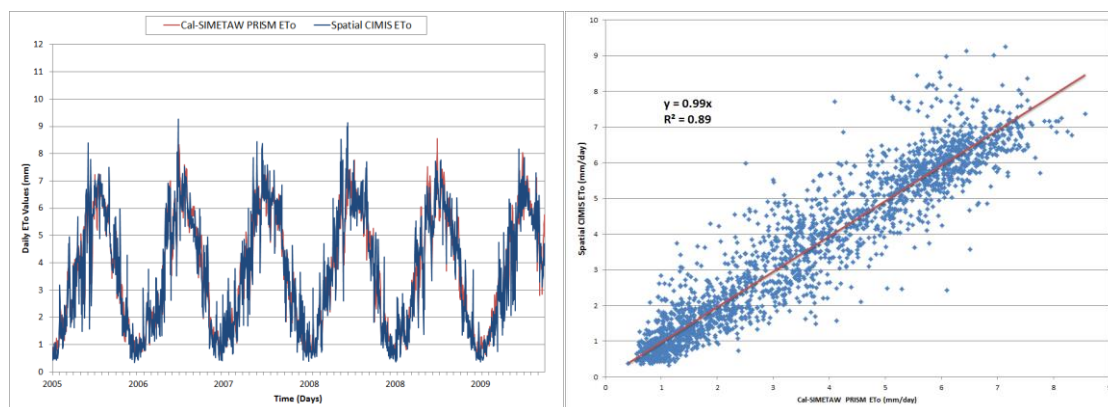 Cal-SIMETAW PRISM ETo Spatial CIMIS ETo
Daily ETo Values (mm)
12
11
10
9
8
7
6
5
4
3
2
1
0
2005 2006 2007 2008 2008 2009
Time (Days)
Spatial CIMIS ETo (mm/day)
10
9
8
7
6
5
4
3
2
1
0
y = 0.99x
R² = 0.89
0 1 2 3 4 5 6 7 8 9
Cal-SIMETAW PRISM ETo (mm/day)